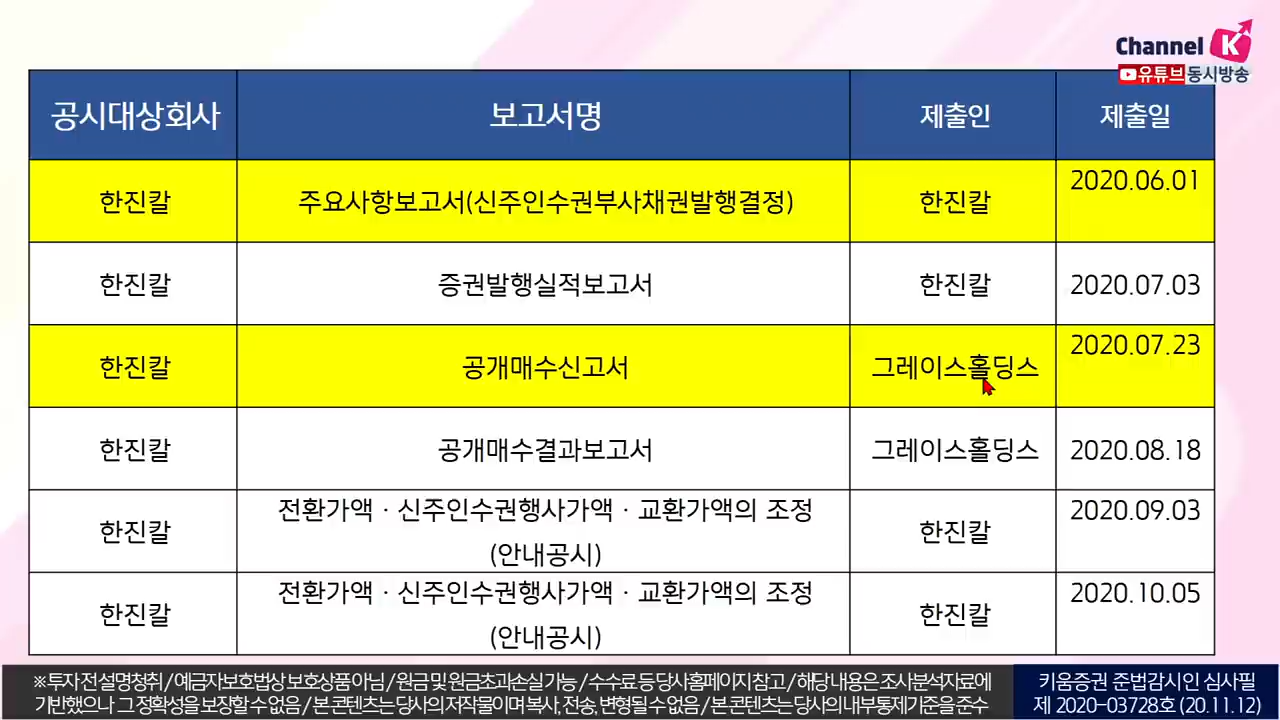 Channel K
유튜브 동시방송
공시대상회사 보고서명 제출인 제출일
한진칼 주요사항보고서(신주인수권부사채권발행결정) 한진칼 2020.06.01
한진칼 증권발행실적보고서 한진칼 2020.07.03
한진칼 공개매수신고서 그레이스홀딩스 2020.07.23
한진칼 공개매수결과보고서 그레이스홀딩스 2020.08.18
한진칼 전환가액ㆍ신주인수권행사가액ㆍ교환가액의 조정 한진칼 2020.09.03
(안내공시)
한진칼 전환가액ㆍ신주인수권행사가액ㆍ교환가액의 조정 한진칼 2020.10.05
(안내공시)
※ 투자 전 설명청취 / 예금자보호법상 보호상품 아님 / 원금 및 원금초과손실 가능 / 수수료 등 당사홈페이지 참고 / 해당 내용은 조사분석자료에
기반했으나 그 정확성을 보장할 수 없음 / 본 콘텐츠는 당사의 저작물이며 복사, 전송, 변형될 수 없음 / 본 콘텐츠는 당사의 내부통제기준을 준수
키움증권 준법감시인 심사필
제 2020-03728호 (20.11.12)